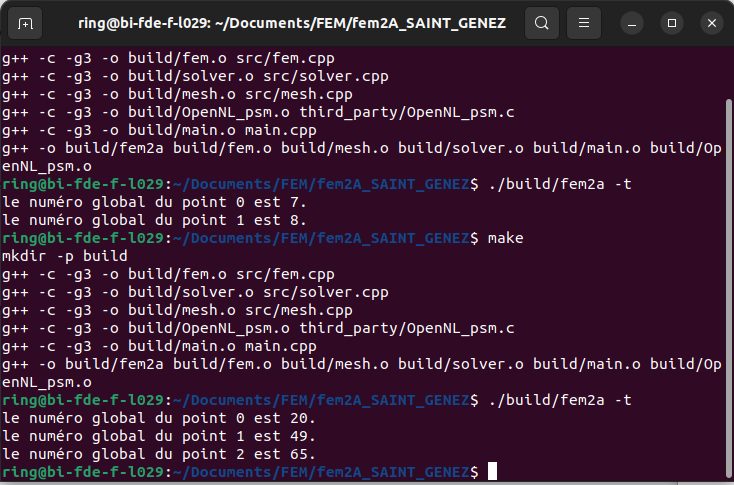 ring@bi-fde-f-l029: ~/Documents/FEM/fem2A_SAINT_GENEZ
g++ -c -g3 -o build/fem.o src/fem.cpp
g++ -c -g3 -o build/solver.o src/solver.cpp
g++ -c -g3 -o build/mesh.o src/mesh.cpp
g++ -c -g3 -o build/OpenNL_psm.o third_party/OpenNL_psm.c
g++ -c -g3 -o build/main.o main.cpp
g++ -o build/fem2a build/fem.o build/mesh.o build/solver.o build/main.o build/Op
enNL_psm.o
ring@bi-fde-f-l029:~/Documents/FEM/fem2A_SAINT_GENEZ$ ./build/fem2a -t
le numéro global du point 0 est 7.
le numéro global du point 1 est 8.
ring@bi-fde-f-l029:~/Documents/FEM/fem2A_SAINT_GENEZ$ make
mkdir -p build
g++ -c -g3 -o build/fem.o src/fem.cpp
g++ -c -g3 -o build/solver.o src/solver.cpp
g++ -c -g3 -o build/mesh.o src/mesh.cpp
g++ -c -g3 -o build/OpenNL_psm.o third_party/OpenNL_psm.c
g++ -c -g3 -o build/main.o main.cpp
g++ -o build/fem2a build/fem.o build/mesh.o build/solver.o build/main.o build/Op
enNL_psm.o
ring@bi-fde-f-l029:~/Documents/FEM/fem2A_SAINT_GENEZ$ ./build/fem2a -t
le numéro global du point 0 est 20.
le numéro global du point 1 est 49.
le numéro global du point 2 est 65.
ring@bi-fde-f-l029:~/Documents/FEM/fem2A_SAINT_GENEZ$